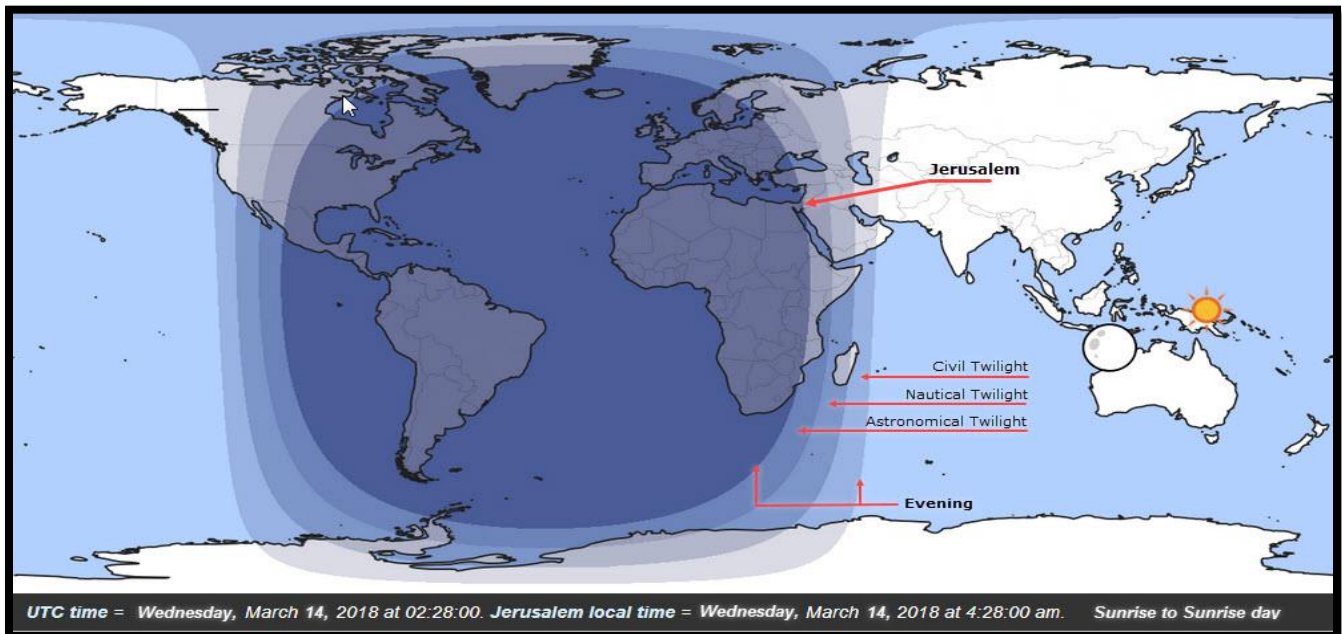 Jerusalem
Civil Twilight
Nautical Twilight
Astronomical Twilight
Evening
UTC time = Wednesday, March 14, 2018 at 02:28:00. Jerusalem local time = Wednesday, March 14, 2018 at 4:28:00 am. Sunrise to Sunrise day